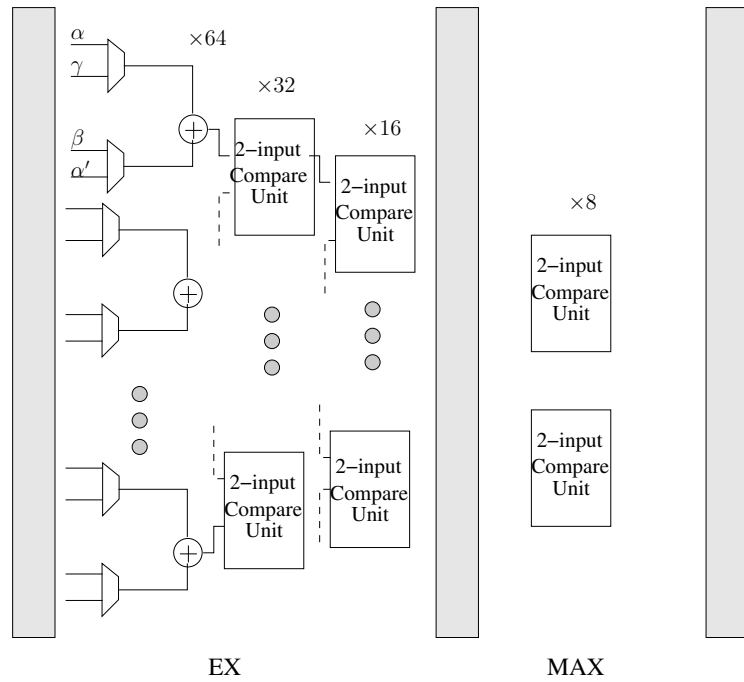 α
×64
γ
×32
β
α′
+
2−input
Compare
Unit
×16
2−input
Compare
Unit
×8
+
2−input
Compare
Unit
2−input
Compare
Unit
2−input
Compare
Unit
2−input
Compare
Unit
+
EX
MAX